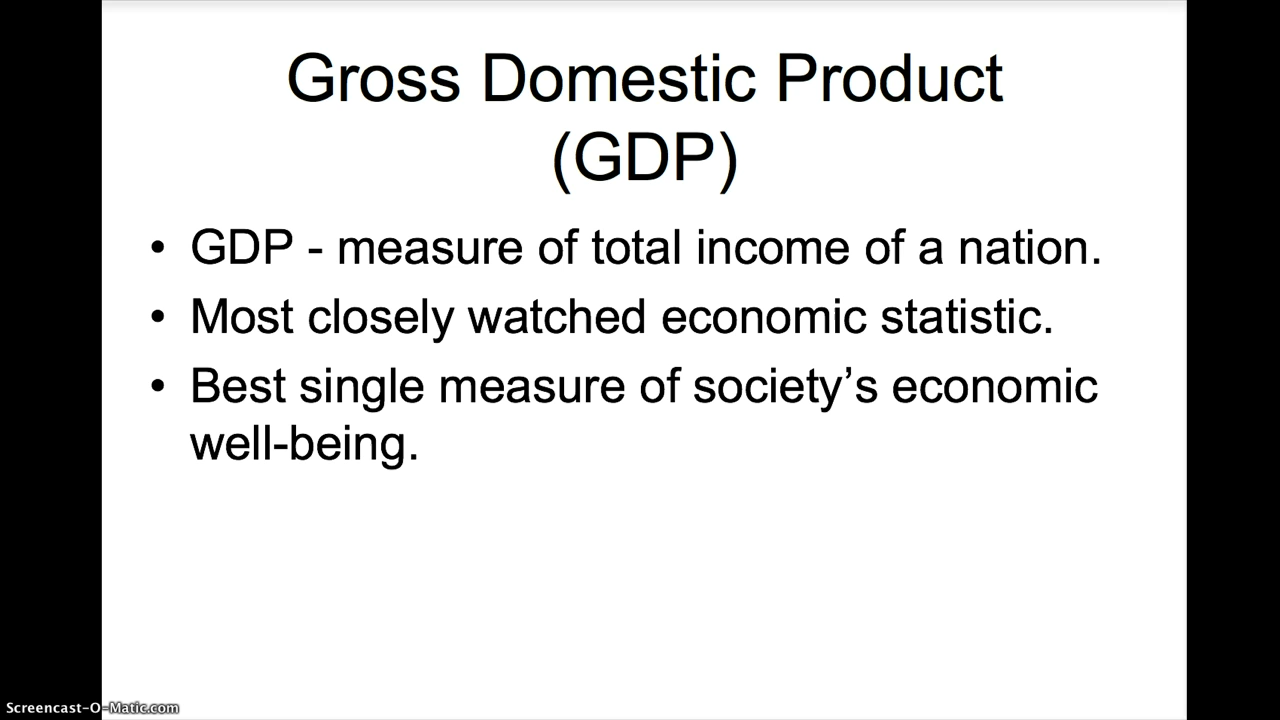 Gross Domestic Product
(GDP)
• GDP - measure of total income of a nation.
• Most closely watched economic statistic.
• Best single measure of society’s economic
well-being.
Screencast-O-Matic.com